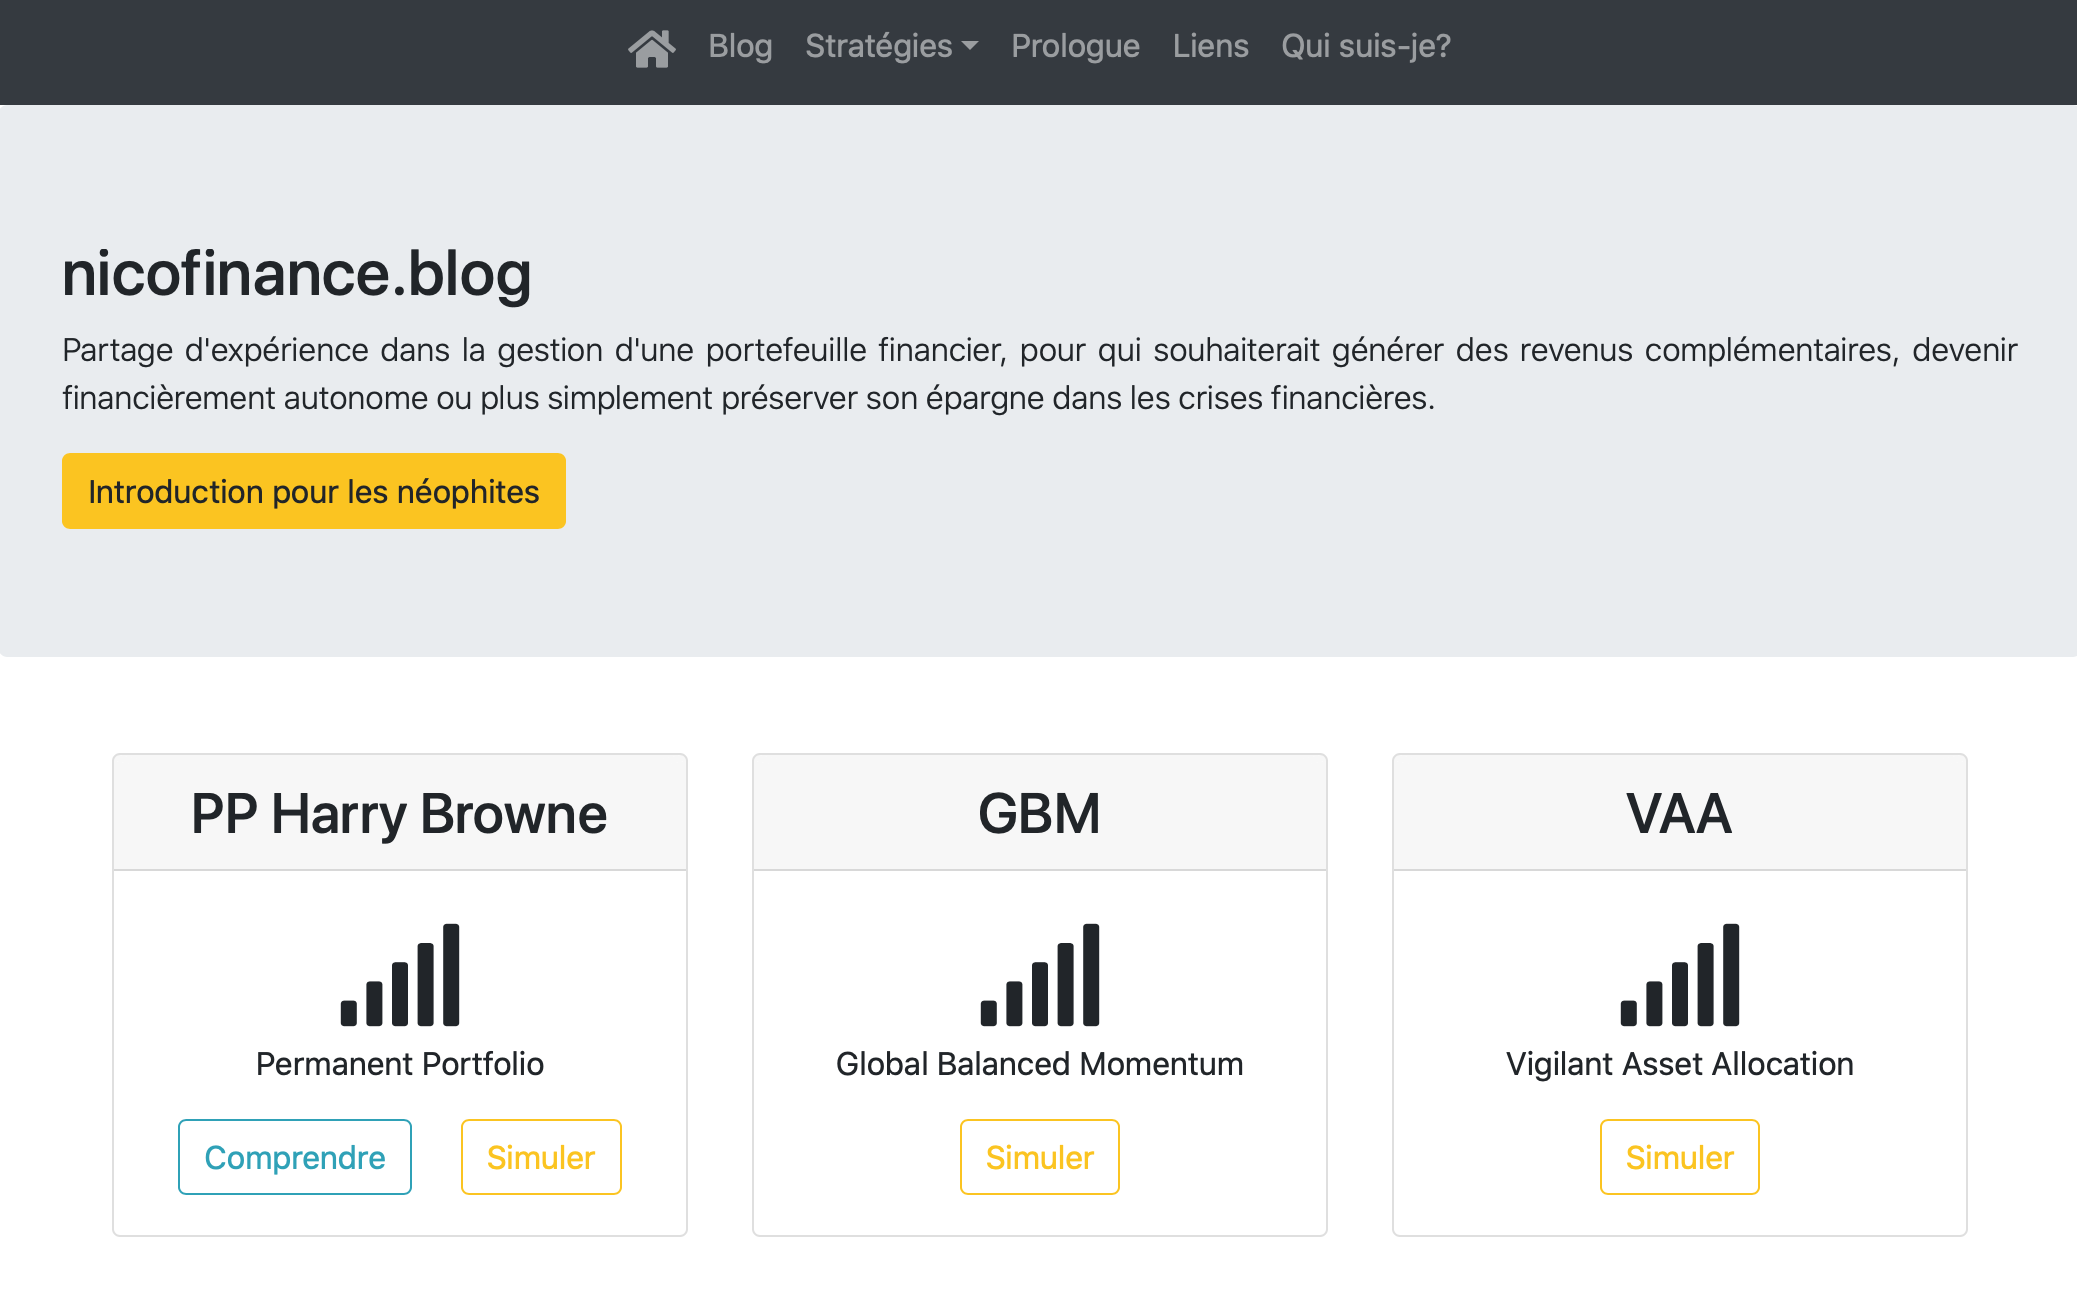 Blog Stratégies Prologue Liens Qui suis-je?
nicofinance.blog
Partage d'expérience dans la gestion d'une portefeuille financier, pour qui souhaiterait générer des revenus complémentaires, devenir
financièrement autonome ou plus simplement préserver son épargne dans les crises financières.
Introduction pour les néophites
PP Harry Browne
Permanent Portfolio
Comprendre Simuler
GBM
Global Balanced Momentum
Simuler
VAA
Vigilant Asset Allocation
Simuler